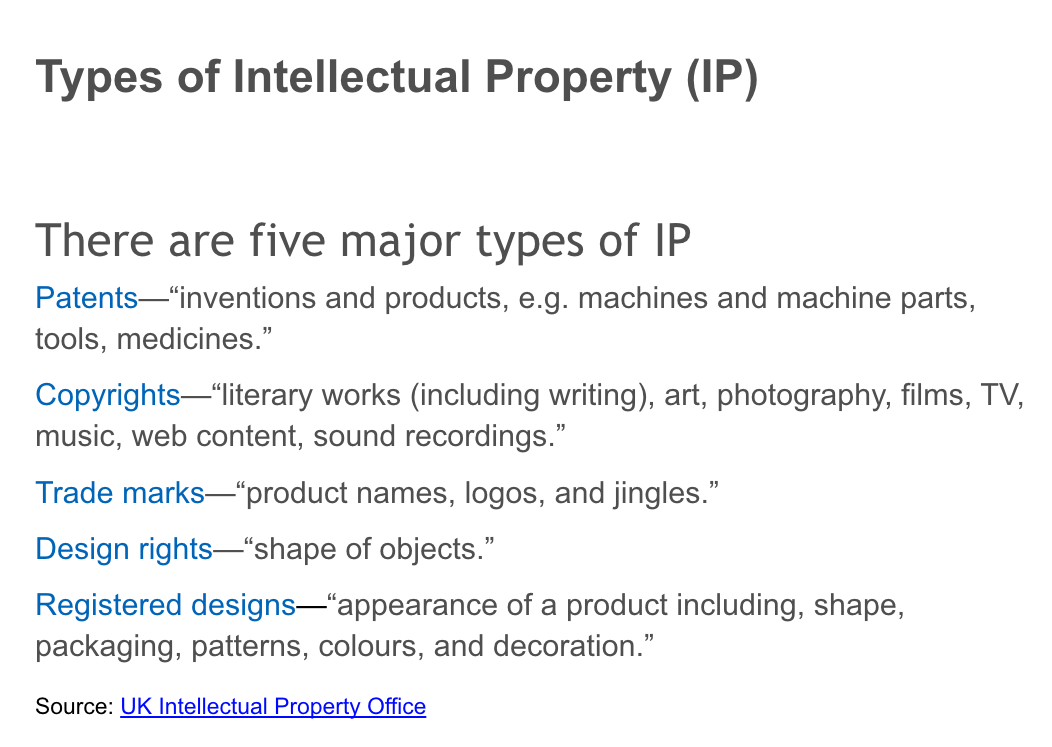 Types of Intellectual Property (IP)
There are five major types of IP
Patents—“inventions and products, e.g. machines and machine parts,
tools, medicines.”
Copyrights—“literary works (including writing), art, photography, films, TV,
music, web content, sound recordings.”
Trade marks—“product names, logos, and jingles.”
Design rights—“shape of objects.”
Registered designs—“appearance of a product including, shape,
packaging, patterns, colours, and decoration.”
Source: UK Intellectual Property Office